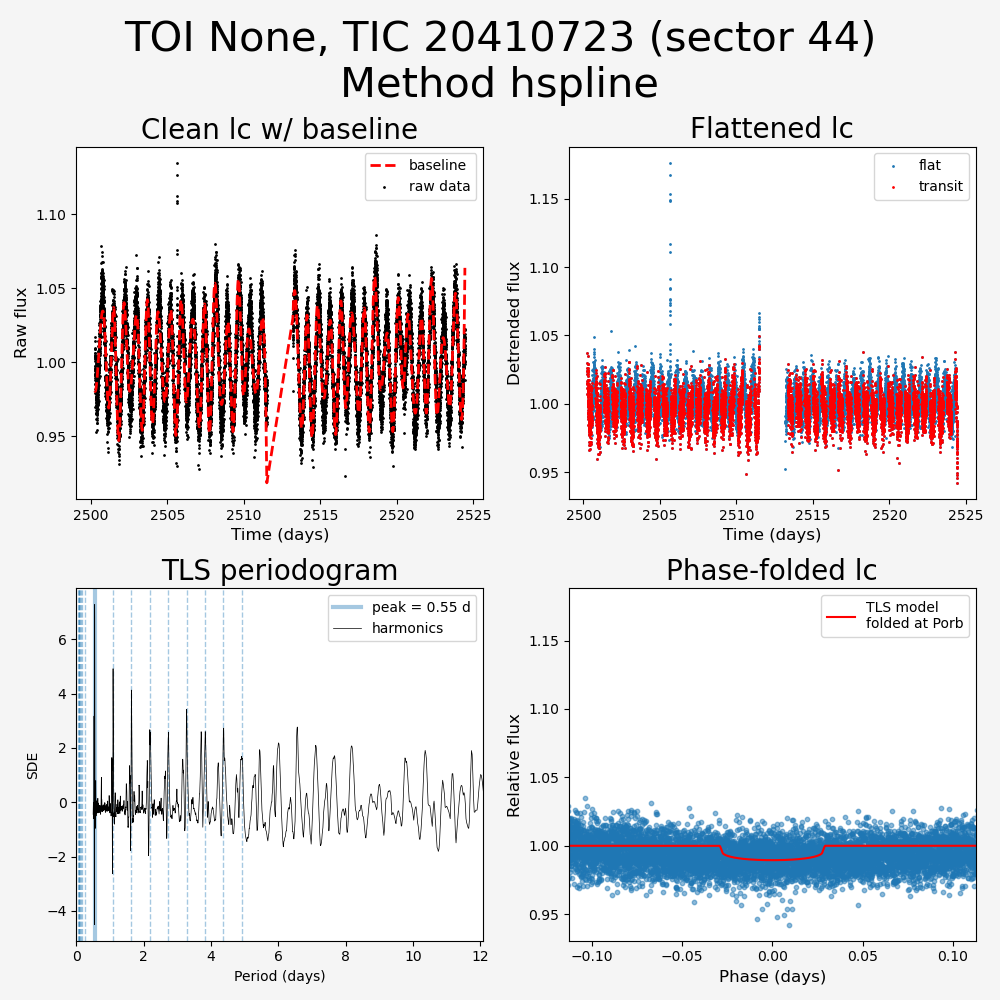 TOI None, TIC 20410723 (sector 44)
Method hspline
Clean lc w/ baseline
baseline
raw data
1.10
1.05
1.00
0.95
Raw flux
2500
2505
2510
2515
2520
2525
Time (days)
Flattened lc
flat
transit
1.15
1.10
1.05
1.00
0.95
Detrended flux
2500
2505
2510
2515
2520
2525
Time (days)
TLS periodogram
peak = 0.55 d
harmonics
6
4
2
0
−2
−4
SDE
0
2
4
6
8
10
12
Period (days)
Phase-folded lc
TLS model
folded at Porb
1.15
1.10
1.05
1.00
0.95
Relative flux
−0.10
−0.05
0.00
0.05
0.10
Phase (days)